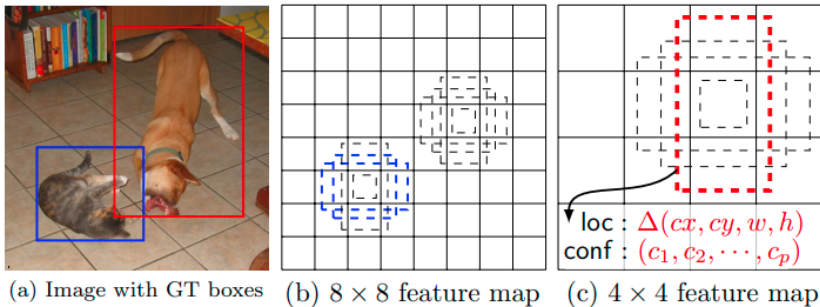 loc : Δ(cx, cy, w, h)
conf : (c₁, c₂, ⋯, cₚ)
(a) Image with GT boxes (b) 8 × 8 feature map (c) 4 × 4 feature map